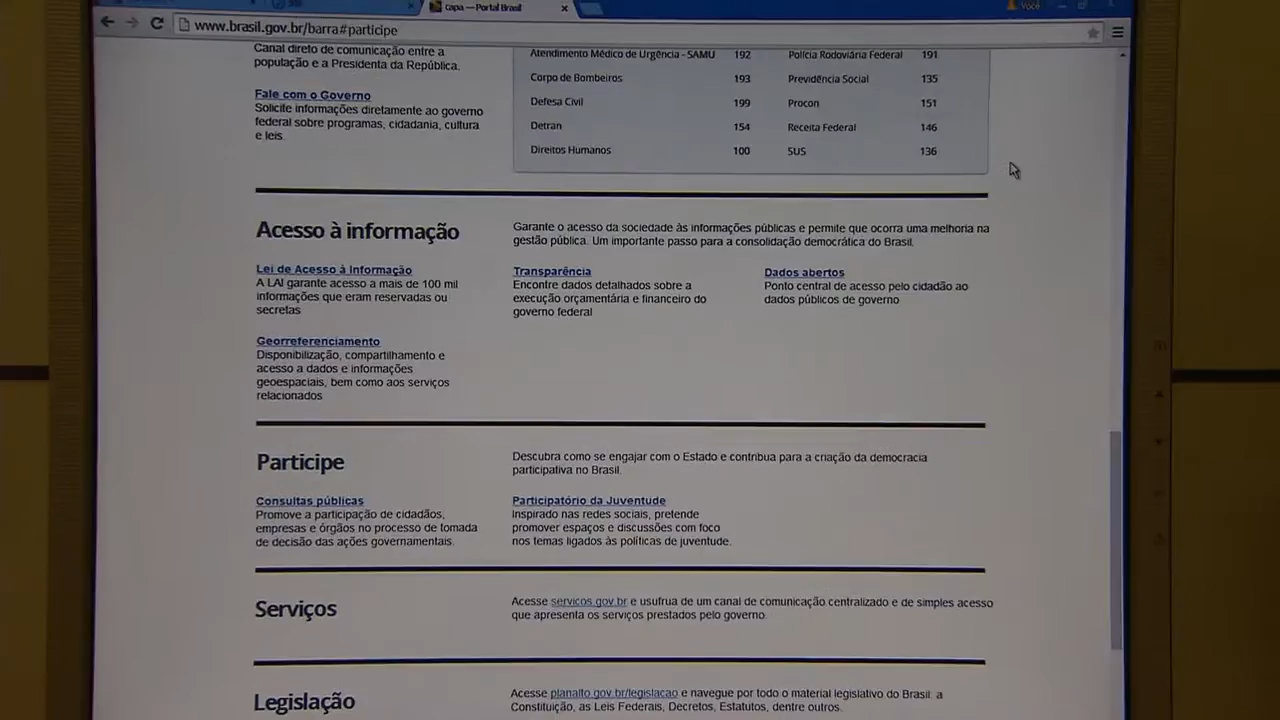 Capa — Portal Brasil
Você
www.brasil.gov.br/barra#participe
Canal direto de comunicação entre a
população e a Presidenta da República.
Fale com o Governo
Solicite informações diretamente ao governo
federal sobre programas, cidadania, cultura
e leis.
Atendimento Médico de Urgência - SAMU 192 Polícia Rodoviária Federal 191
Corpo de Bombeiros 193 Previdência Social 135
Defesa Civil 199 Procon 151
Detran 154 Receita Federal 146
Direitos Humanos 100 SUS 136
Acesso à informação
Garante o acesso da sociedade às informações públicas e permite que ocorra uma melhoria na
gestão pública. Um importante passo para a consolidação democrática do Brasil.
Lei de Acesso à Informação
A LAI garante acesso a mais de 100 mil
informações que eram reservadas ou
secretas
Transparência
Encontre dados detalhados sobre a
execução orçamentária e financeiro do
governo federal
Dados abertos
Ponto central de acesso pelo cidadão ao
dados públicos de governo
Georreferenciamento
Disponibilização, compartilhamento e
acesso a dados e informações
geoespaciais, bem como aos serviços
relacionados
Participe
Descubra como se engajar com o Estado e contribua para a criação da democracia
participativa no Brasil.
Consultas públicas
Promove a participação de cidadãos,
empresas e órgãos no processo de tomada
de decisão das ações governamentais.
Participatório da Juventude
Inspirado nas redes sociais, pretende
promover espaços e discussões com foco
nos temas ligados às políticas de juventude.
Serviços
Acesse servicos.gov.br e usufrua de um canal de comunicação centralizado e de simples acesso
que apresenta os serviços prestados pelo governo.
Legislação
Acesse planalto.gov.br/legislacao e navegue por todo o material legislativo do Brasil: a
Constituição, as Leis Federais, Decretos, Estatutos, dentre outros.